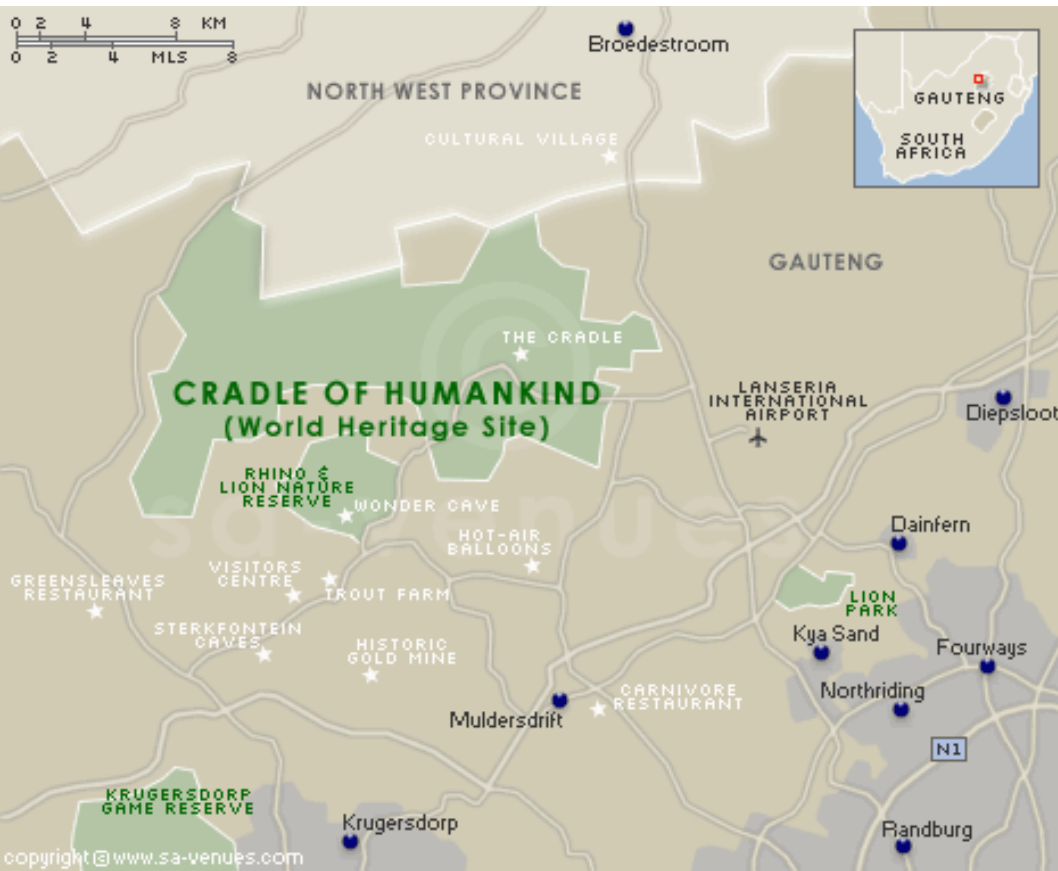 0 2 4 8 KM
0 2 4 MLS 8
Broedestroom
NORTH WEST PROVINCE
CULTURAL VILLAGE
GAUTENG
SOUTH
AFRICA
GAUTENG
THE CRADLE
CRADLE OF HUMANKIND
(World Heritage Site)
LANSERIA
INTERNATIONAL
AIRPORT
Diepsloot
RHINO &
LION NATURE
RESERVE
WONDER CAVE
sa-venues
HOT-AIR
BALLOONS
Dainfern
GREENSLEAVES
RESTAURANT
VISITORS
CENTRE
TROUT FARM
LION
PARK
STERKFONTEIN
CAVES
HISTORIC
GOLD MINE
Kya Sand
Fourways
CARNIVORE
RESTAURANT
Northriding
Muldersdrift
N1
KRUGERSDORP
GAME RESERVE
Krugersdorp
Randburg
copyright©www.sa-venues.com